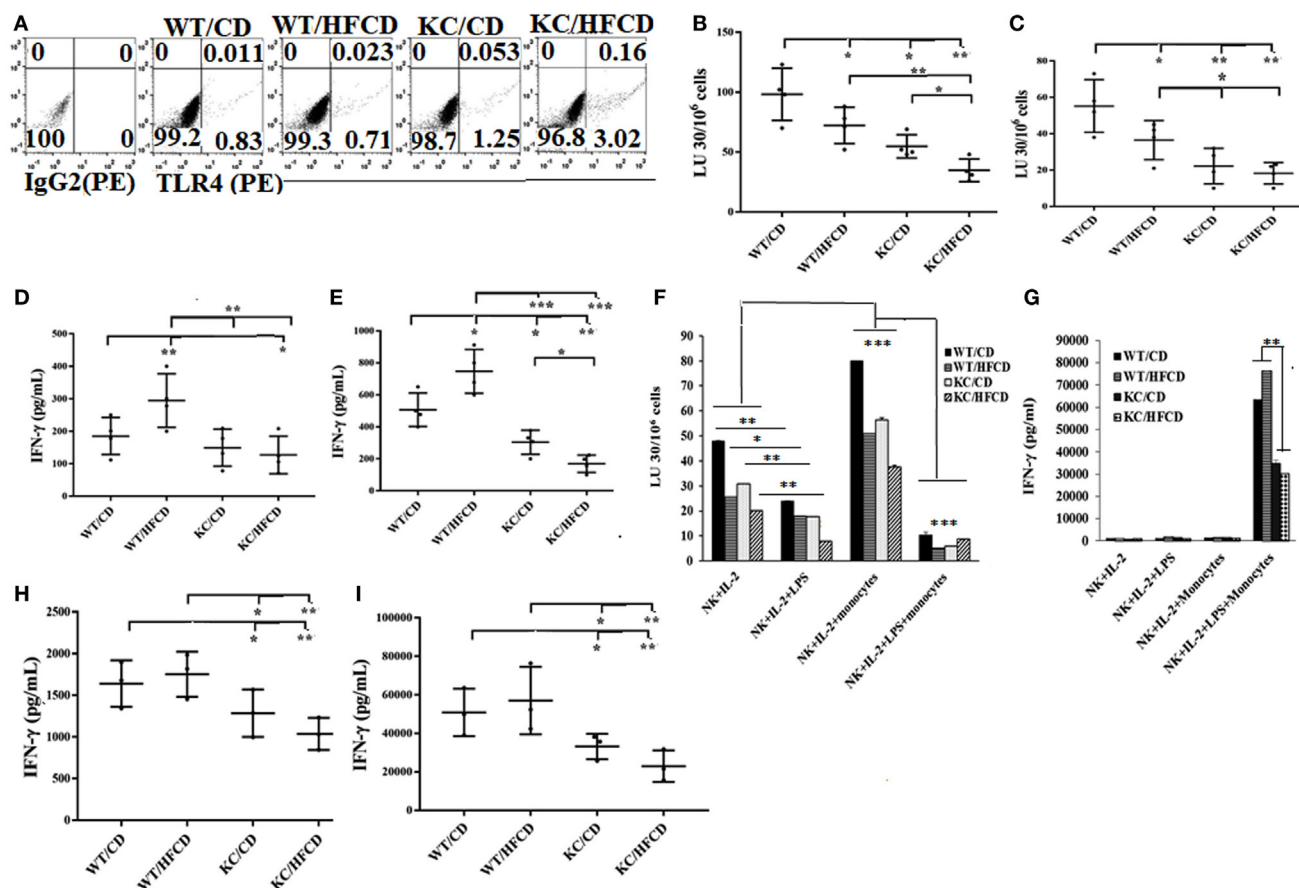 A
WT/CD WT/HFCD KC/CD KC/HFCD
0 0 0 0.011 0 0.023 0 0.053 0 0.16
100 0 99.2 0.83 99.3 0.71 98.7 1.25 96.8 3.02
IgG2(PE) TLR4 (PE)
B
LU 30/10⁶ cells
150
100
50
0
* * **
**
*
WT/CD WT/HFCD KC/CD KC/HFCD
C
LU 30/10⁶ cells
80
60
40
20
0
* ** **
*
WT/CD WT/HFCD KC/CD KC/HFCD
D
IFN-γ (pg/mL)
500
400
300
200
100
0
**
** *
WT/CD WT/HFCD KC/CD KC/HFCD
E
IFN-γ (pg/mL)
1000
800
600
400
200
0
*** ***
* * **
*
WT/CD WT/HFCD KC/CD KC/HFCD
F
LU 30/10⁶ cells
90
80
70
60
50
40
30
20
10
0
WT/CD
WT/HFCD
KC/CD
KC/HFCD
**
*
**
**
***
***
NK+IL-2 NK+IL-2+LPS NK+IL-2+monocytes NK+IL-2+LPS+monocytes
G
IFN-γ (pg/ml)
90000
80000
70000
60000
50000
40000
30000
20000
10000
0
WT/CD
WT/HFCD
KC/CD
KC/HFCD
**
NK+IL-2 NK+IL-2+LPS NK+IL-2+Monocytes NK+IL-2+LPS+Monocytes
H
IFN-γ (pg/mL)
2500
2000
1500
1000
500
0
* **
* **
WT/CD WT/HFCD KC/CD KC/HFCD
I
IFN-γ (pg/mL)
100000
80000
60000
40000
20000
0
* **
* **
WT/CD WT/HFCD KC/CD KC/HFCD